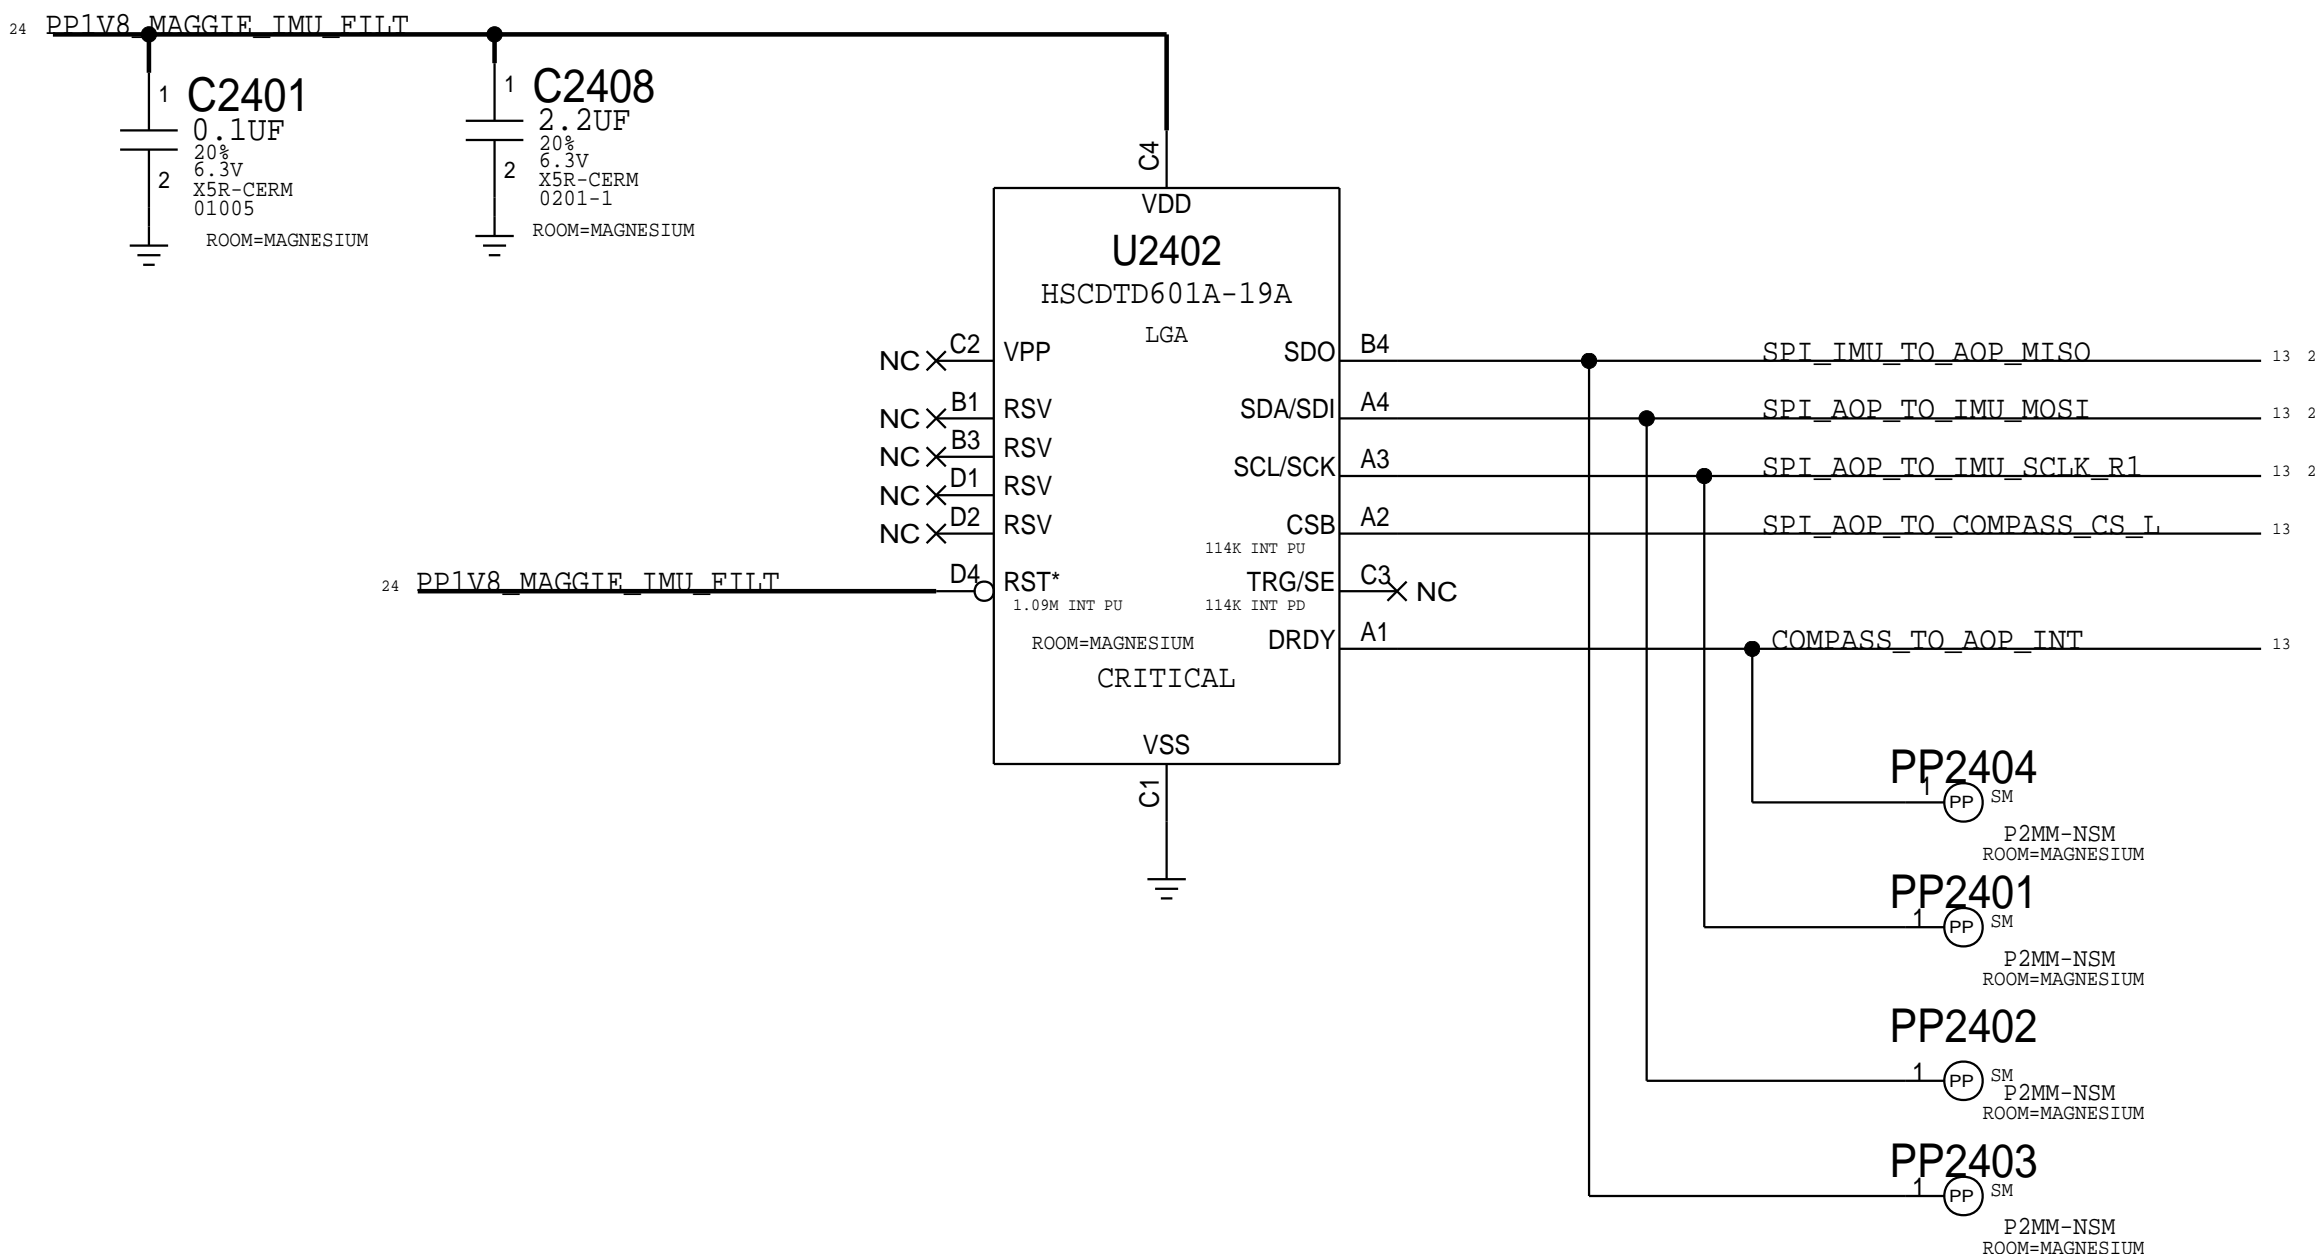 24 PP1V8_MAGGIE_IMU_FILT
1 C2401
0.1UF
20%
6.3V
2 X5R-CERM
01005
ROOM=MAGNESIUM
1 C2408
2.2UF
20%
6.3V
2 X5R-CERM
0201-1
ROOM=MAGNESIUM
C4
VDD
U2402
HSCDTD601A-19A
LGA
NC C2 VPP
NC B1 RSV
NC B3 RSV
NC D1 RSV
NC D2 RSV
24 PP1V8_MAGGIE_IMU_FILT D4 RST*
1.09M INT PU
SDO B4 SPI_IMU_TO_AOP_MISO 13 2
SDA/SDI A4 SPI_AOP_TO_IMU_MOSI 13 2
SCL/SCK A3 SPI_AOP_TO_IMU_SCLK_R1 13 2
CSB A2 SPI_AOP_TO_COMPASS_CS_L 13
114K INT PU
TRG/SE C3 NC
114K INT PD
DRDY A1 COMPASS_TO_AOP_INT 13
ROOM=MAGNESIUM
CRITICAL
VSS
C1
PP2404
1 PP SM
P2MM-NSM
ROOM=MAGNESIUM
PP2401
1 PP SM
P2MM-NSM
ROOM=MAGNESIUM
PP2402
1 PP SM
P2MM-NSM
ROOM=MAGNESIUM
PP2403
1 PP SM
P2MM-NSM
ROOM=MAGNESIUM